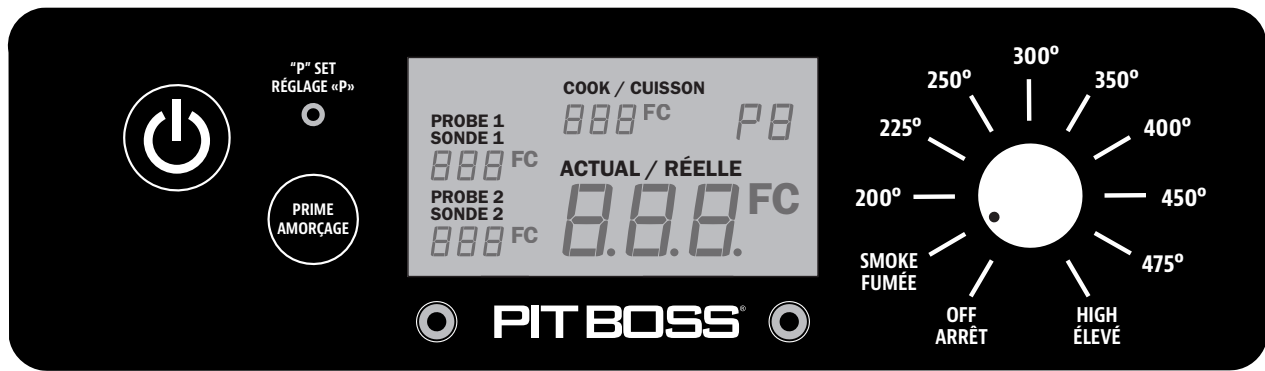 "P" SET
RÉGLAGE «P»
PRIME
AMORÇAGE
COOK / CUISSON
888 FC
P8
PROBE 1
SONDE 1
888 FC
ACTUAL / RÉELLE
8.8.8. FC
PROBE 2
SONDE 2
888 FC
PIT BOSS®
OFF
ARRÊT
SMOKE
FUMÉE
200º
225º
250º
300º
350º
400º
450º
475º
HIGH
ÉLEVÉ